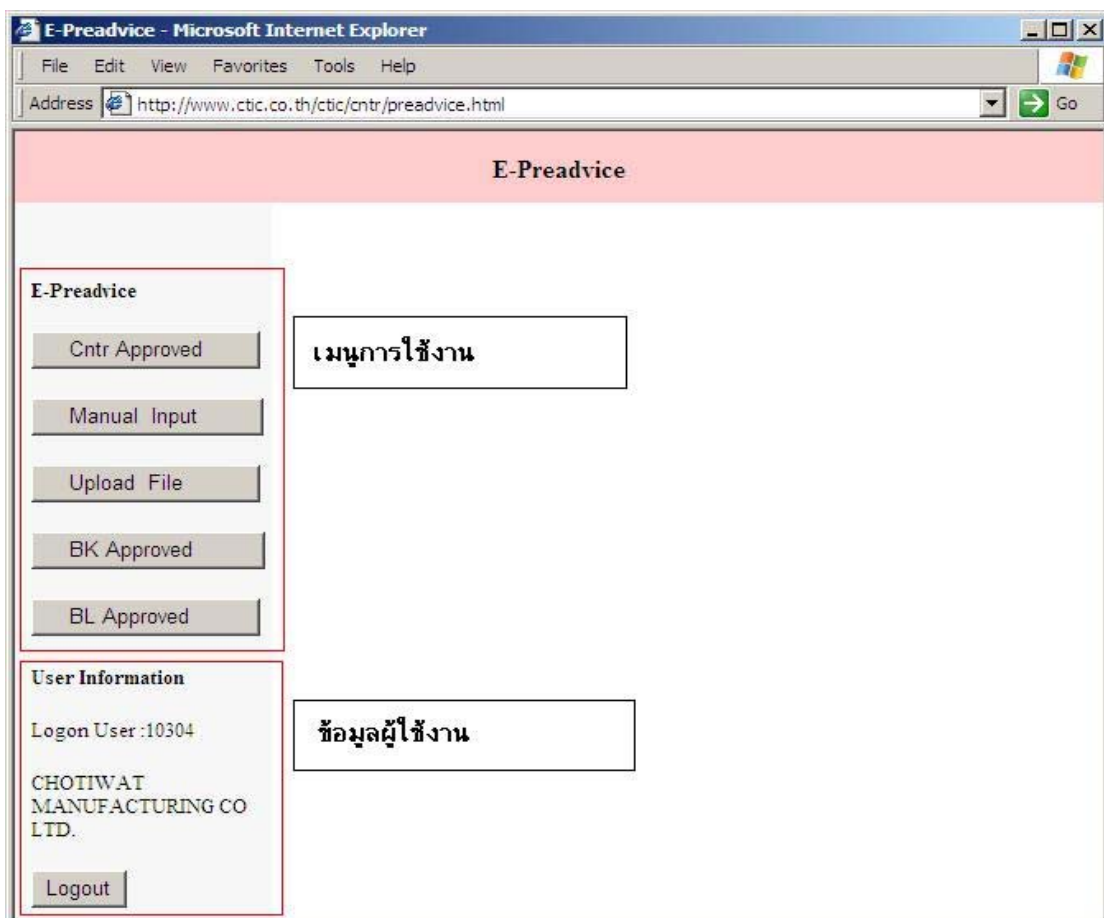 E-Preadvice - Microsoft Internet Explorer
File Edit View Favorites Tools Help
Address http://www.ctic.co.th/ctic/cntr/preadvice.html Go
E-Preadvice
E-Preadvice
Cntr Approved
เมนูการใช้งาน
Manual Input
Upload File
BK Approved
BL Approved
User Information
Logon User :10304
ข้อมูลผู้ใช้งาน
CHOTIWAT
MANUFACTURING CO
LTD.
Logout